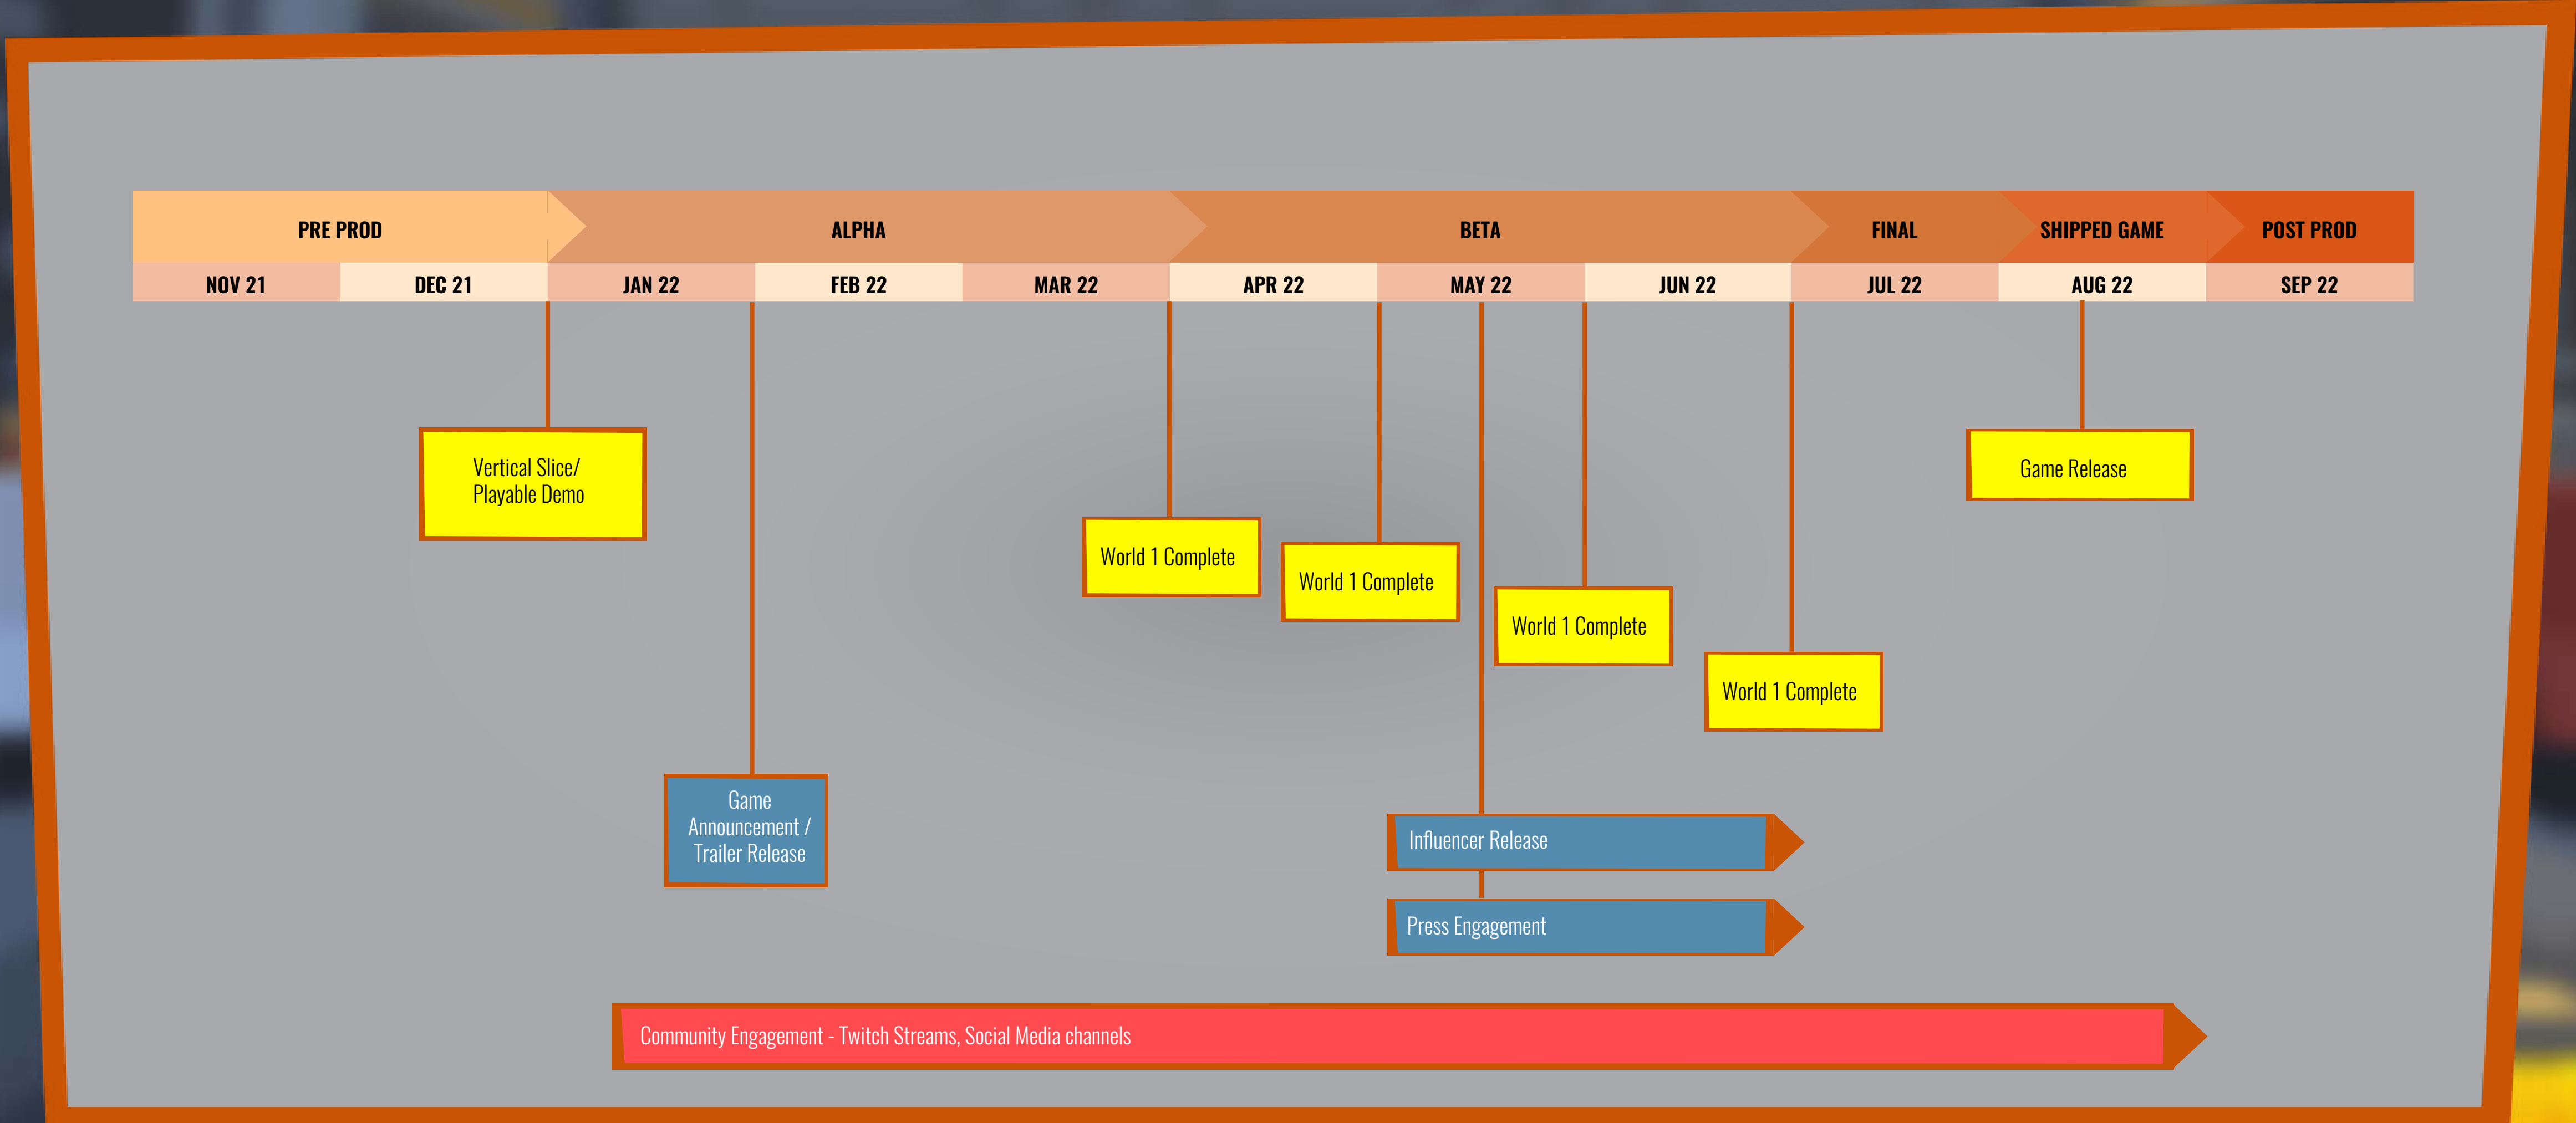 PRE PROD
ALPHA
BETA
FINAL
SHIPPED GAME
POST PROD
NOV 21
DEC 21
JAN 22
FEB 22
MAR 22
APR 22
MAY 22
JUN 22
JUL 22
AUG 22
SEP 22
Vertical Slice/
Playable Demo
Game Release
World 1 Complete
World 1 Complete
World 1 Complete
World 1 Complete
Game
Announcement /
Trailer Release
Influencer Release
Press Engagement
Community Engagement - Twitch Streams, Social Media channels